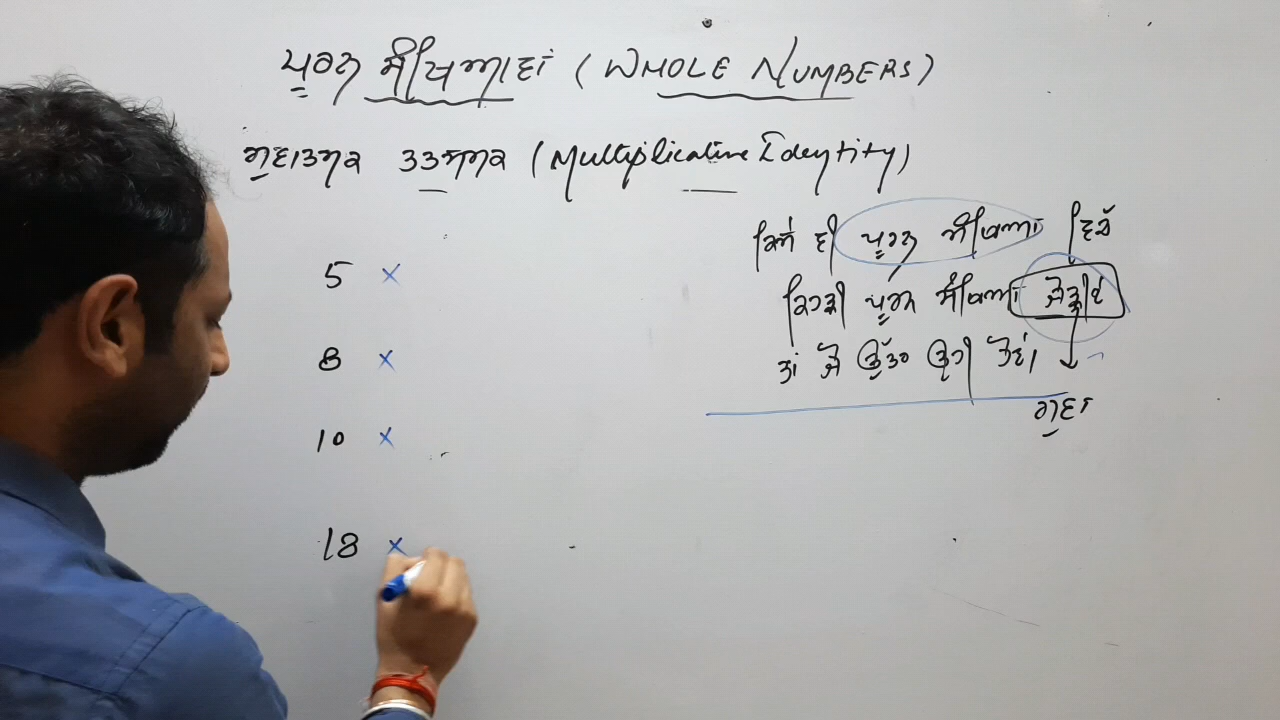 ਪੂਰਨ ਸੰਖਿਆਵਾਂ (WHOLE NUMBERS)
ਗੁਣਾਤਮਕ ਤਤਸਮਕ (Multiplicative Identity)
ਕਿਸੇ ਵੀ ਪੂਰਨ ਸੰਖਿਆ ਵਿੱਚ
ਕਿਹੜੀ ਪੂਰਨ ਸੰਖਿਆ ਜੋੜੀਏ
ਤਾਂ ਜੋ ਉੱਤਰ ਉਹੀ ਹੋਵੇ।
ਗੁਣਾ
5 ×
8 ×
10 ×
18 ×